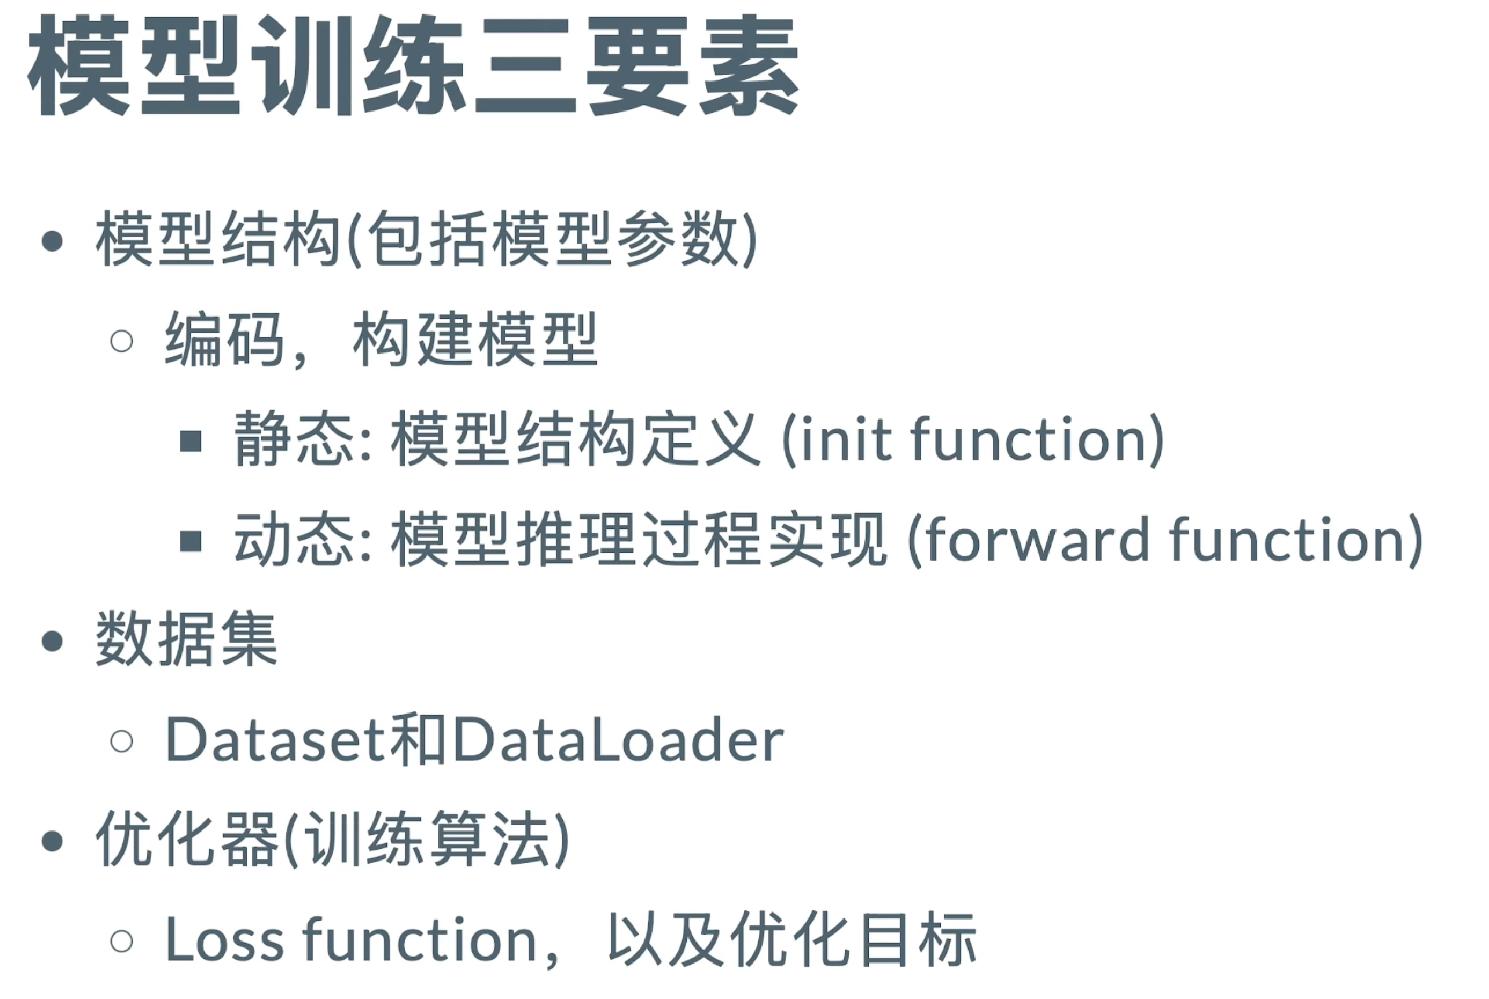 模型训练三要素
模型结构(包括模型参数)
编码，构建模型
静态: 模型结构定义 (init function)
动态: 模型推理过程实现 (forward function)
数据集
Dataset和DataLoader
优化器(训练算法)
Loss function，以及优化目标